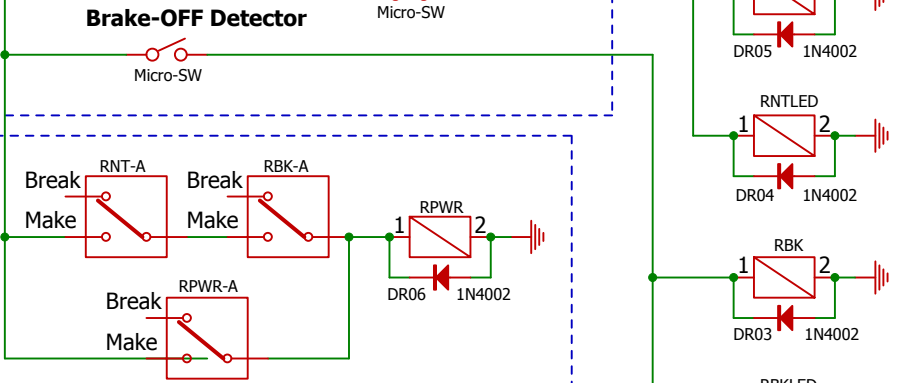 Brake-OFF Detector
Micro-SW
Micro-SW
DR05 1N4002
RNTLED
1 2
DR04 1N4002
RNT-A
RBK-A
Break
Break
Make
Make
RPWR
1 2
DR06 1N4002
RBK
1 2
DR03 1N4002
RPWR-A
Break
Make